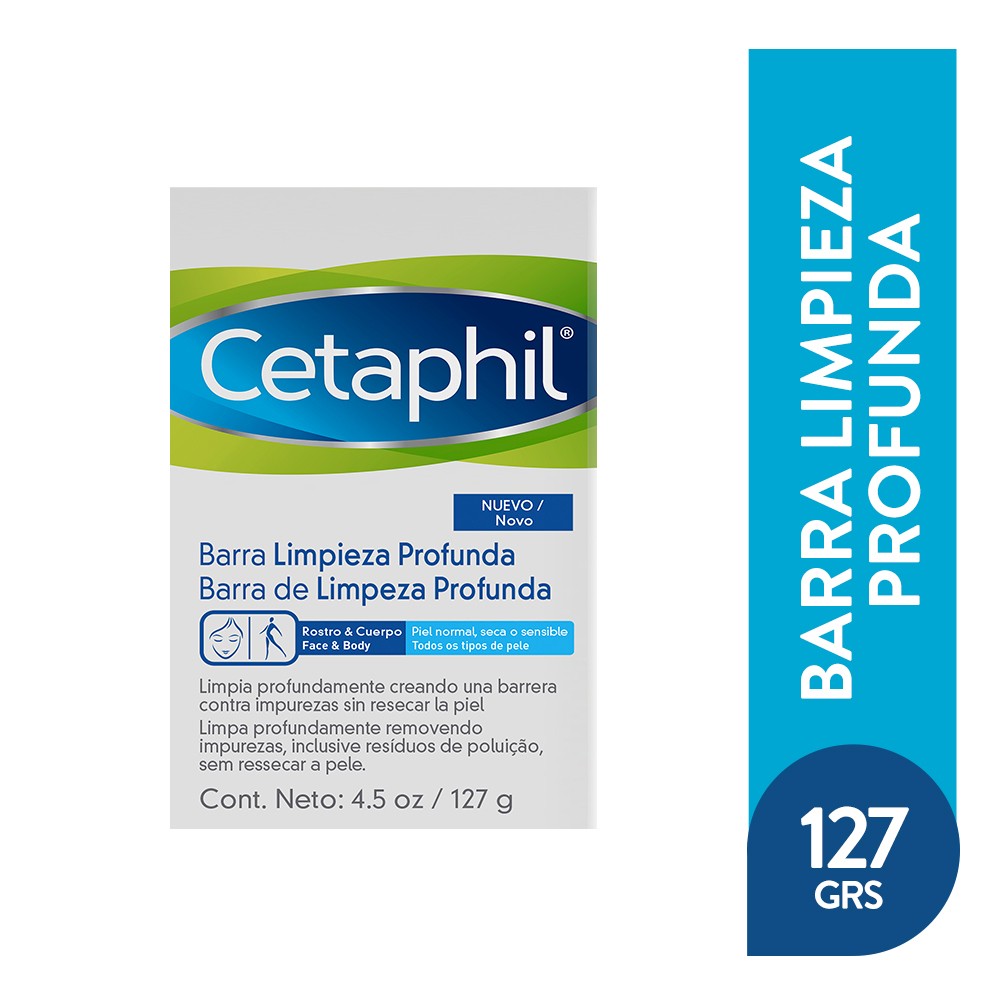 Cetaphil®
NUEVO /
Novo
Barra Limpieza Profunda
Barra de Limpeza Profunda
Rostro & Cuerpo
Face & Body
Piel normal, seca o sensible
Todos os tipos de pele
Limpia profundamente creando una barrera
contra impurezas sin resecar la piel
Limpa profundamente removendo
impurezas, inclusive resíduos de poluição,
sem ressecar a pele.
Cont. Neto: 4.5 oz / 127 g
BARRA LIMPIEZA
PROFUNDA
127
GRS